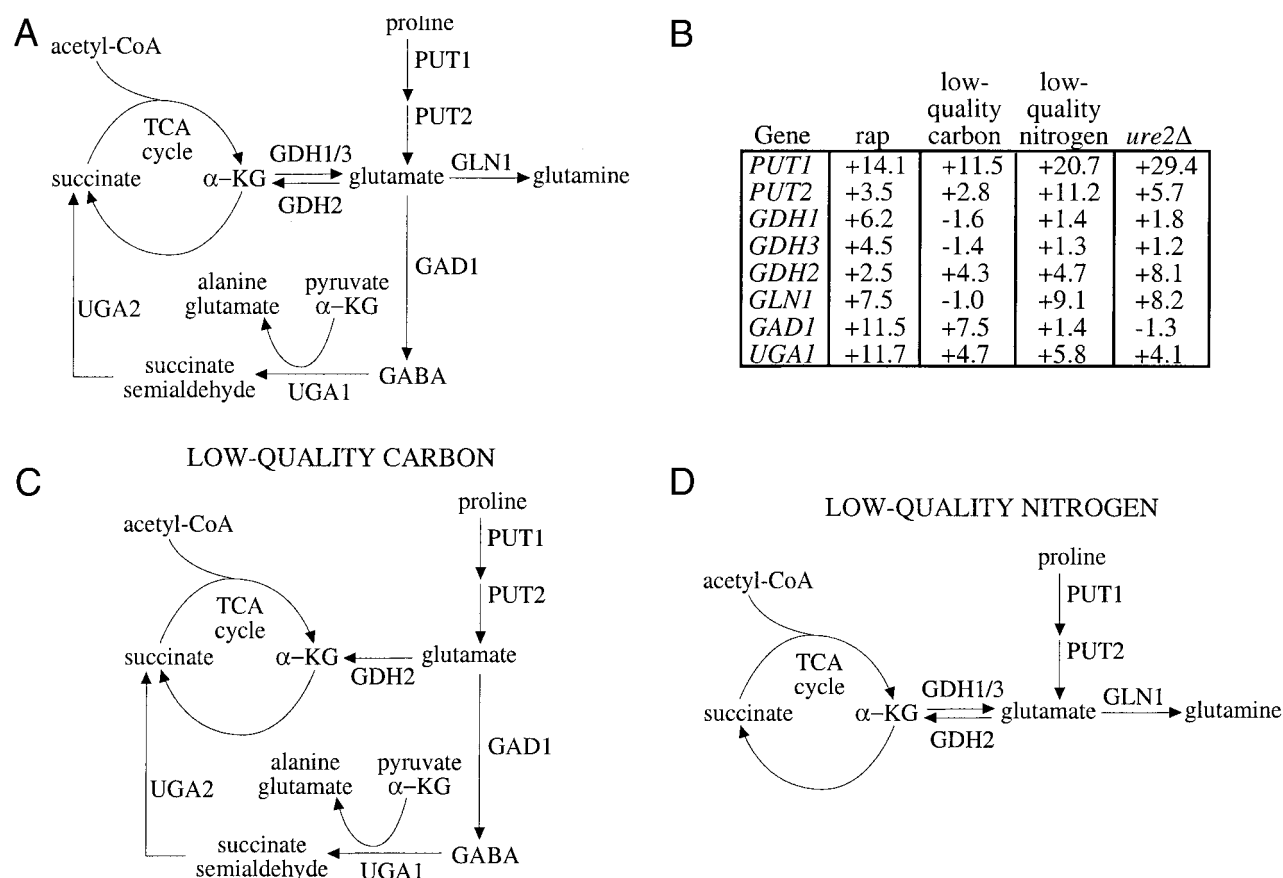 A
proline
acetyl-CoA
PUT1
PUT2
TCA
cycle
GDH1/3
GLN1
succinate
α–KG
glutamate
glutamine
GDH2
GAD1
alanine
pyruvate
glutamate
α–KG
UGA2
succinate
semialdehyde
UGA1
GABA
B
low-
quality
carbon
low-
quality
nitrogen
Gene rap ure2Δ
PUT1 +14.1 +11.5 +20.7 +29.4
PUT2 +3.5 +2.8 +11.2 +5.7
GDH1 +6.2 -1.6 +1.4 +1.8
GDH3 +4.5 -1.4 +1.3 +1.2
GDH2 +2.5 +4.3 +4.7 +8.1
GLN1 +7.5 -1.0 +9.1 +8.2
GAD1 +11.5 +7.5 +1.4 -1.3
UGA1 +11.7 +4.7 +5.8 +4.1
C
LOW-QUALITY CARBON
proline
acetyl-CoA
PUT1
PUT2
TCA
cycle
succinate
α–KG
glutamate
GDH2
GAD1
alanine
pyruvate
glutamate
α–KG
UGA2
succinate
semialdehyde
UGA1
GABA
D
LOW-QUALITY NITROGEN
proline
acetyl-CoA
PUT1
PUT2
TCA
cycle
GDH1/3
GLN1
succinate
α–KG
glutamate
glutamine
GDH2